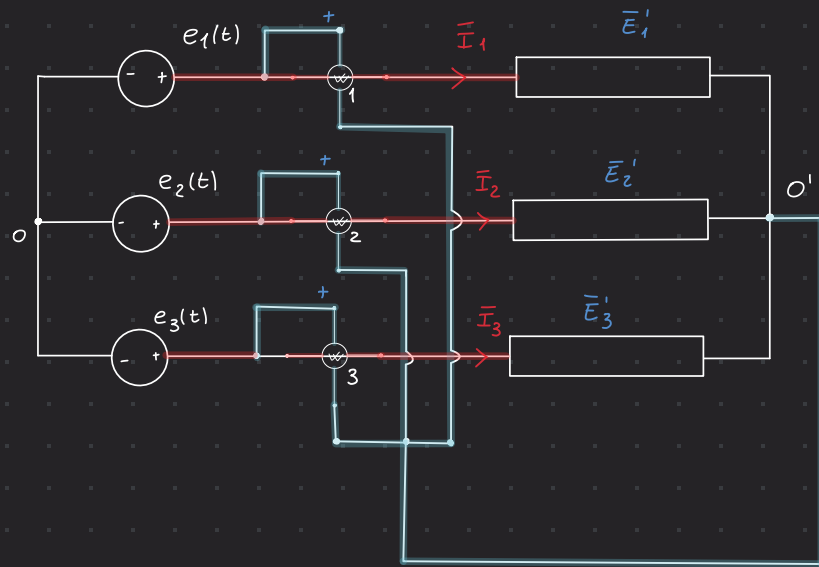 +
e₁(t)
Ī₁
Ē₁'
- +
W
1
+
e₂(t)
Ī₂
Ē₂'
O'
O
- +
W
2
+
e₃(t)
Ī₃
Ē₃'
- +
W
3